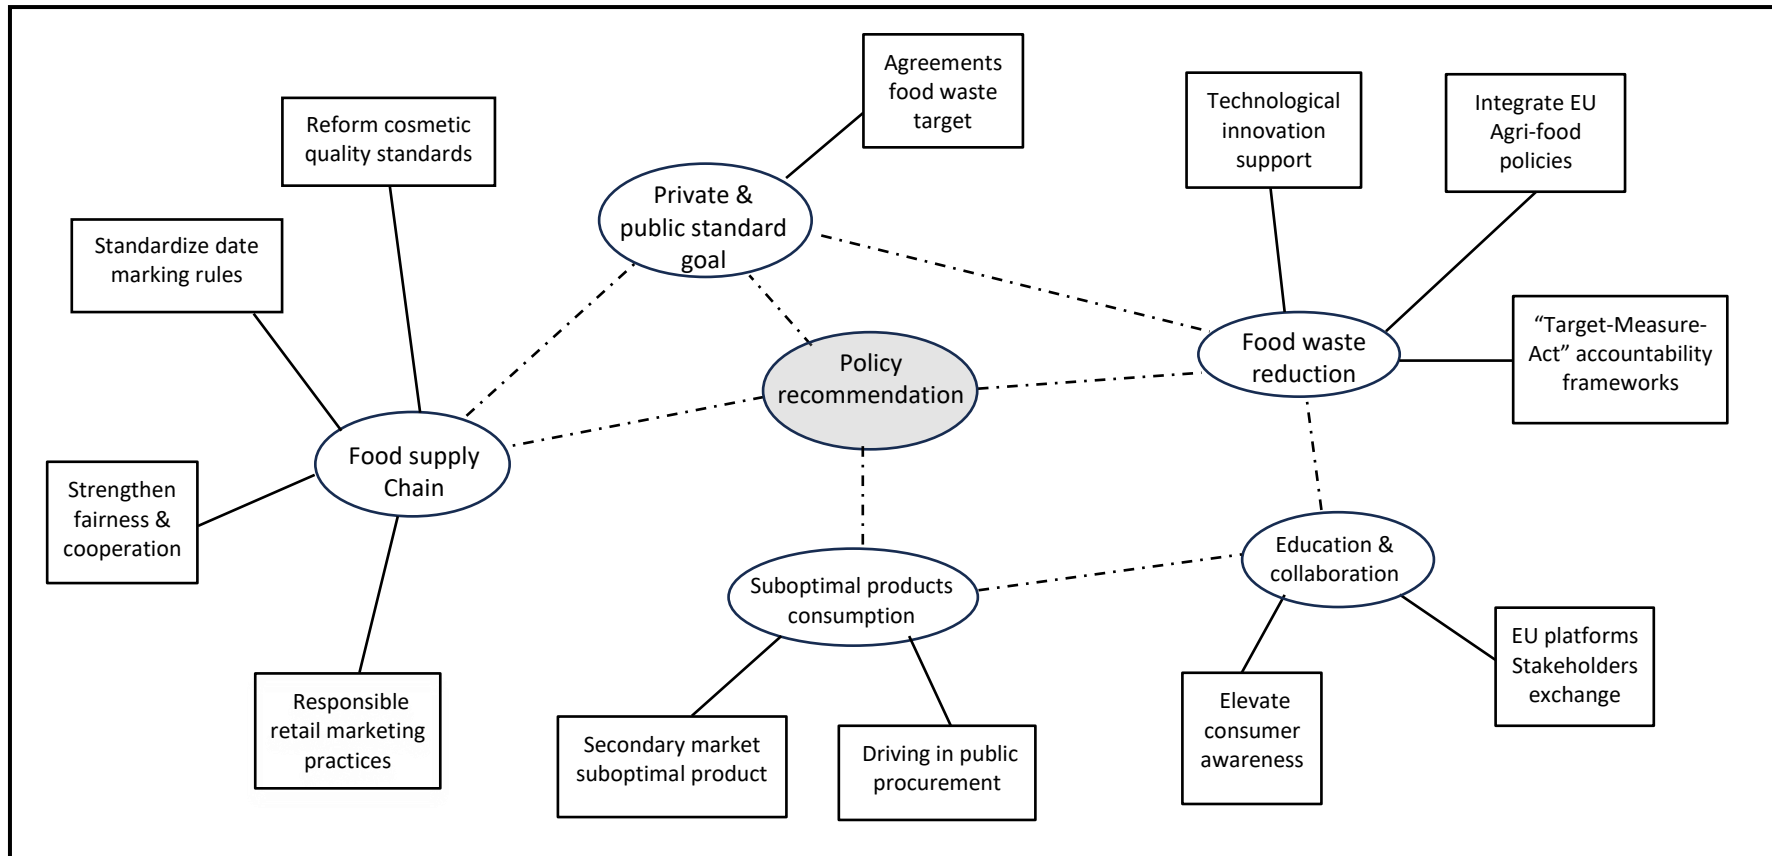 Agreements
food waste
target
Technological
innovation
support
Integrate EU
Agri-food
policies
Reform cosmetic
quality standards
Private &
public standard
goal
Standardize date
marking rules
“Target-Measure-
Act” accountability
frameworks
Food waste
reduction
Policy
recommendation
Food supply
Chain
Strengthen
fairness &
cooperation
Education &
collaboration
Suboptimal products
consumption
EU platforms
Stakeholders
exchange
Responsible
retail marketing
practices
Elevate
consumer
awareness
Secondary market
suboptimal product
Driving in public
procurement